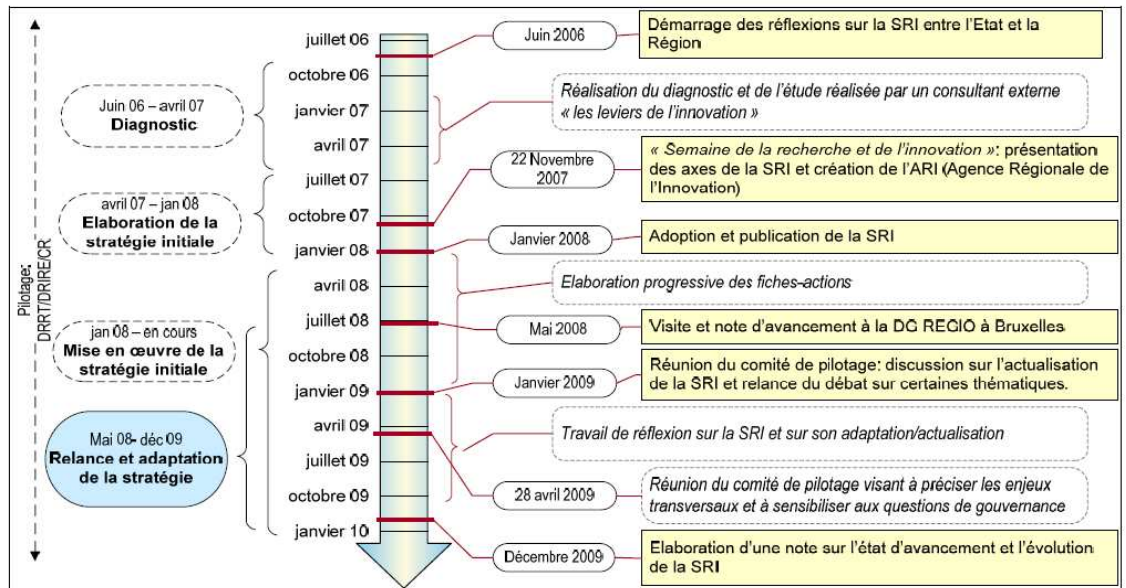 Pilotage:
DRRT/DRIRE/CR
Juin 06 – avril 07
Diagnostic
avril 07 – jan 08
Elaboration de la
stratégie initiale
jan 08 – en cours
Mise en œuvre de la
stratégie initiale
Mai 08- déc 09
Relance et adaptation
de la stratégie
juillet 06
octobre 06
janvier 07
avril 07
juillet 07
octobre 07
janvier 08
avril 08
juillet 08
octobre 08
janvier 09
avril 09
juillet 09
octobre 09
janvier 10
Juin 2006
Démarrage des réflexions sur la SRI entre l'Etat et la
Région
Réalisation du diagnostic et de l'étude réalisée par un consultant externe
« les leviers de l'innovation »
22 Novembre
2007
« Semaine de la recherche et de l'innovation »: présentation
des axes de la SRI et création de l'ARI (Agence Régionale de
l'Innovation)
Janvier 2008
Adoption et publication de la SRI
Elaboration progressive des fiches-actions
Mai 2008
Visite et note d'avancement à la DG REGIO à Bruxelles
Janvier 2009
Réunion du comité de pilotage: discussion sur l'actualisation
de la SRI et relance du débat sur certaines thématiques.
Travail de réflexion sur la SRI et sur son adaptation/actualisation
28 avril 2009
Réunion du comité de pilotage visant à préciser les enjeux
transversaux et à sensibiliser aux questions de gouvernance
Décembre 2009
Elaboration d'une note sur l'état d'avancement et l'évolution
de la SRI